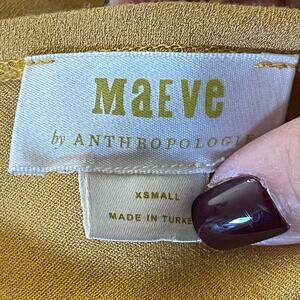 MAEVE
by ANTHROPOLOGIE
XSMALL
MADE IN TURKE